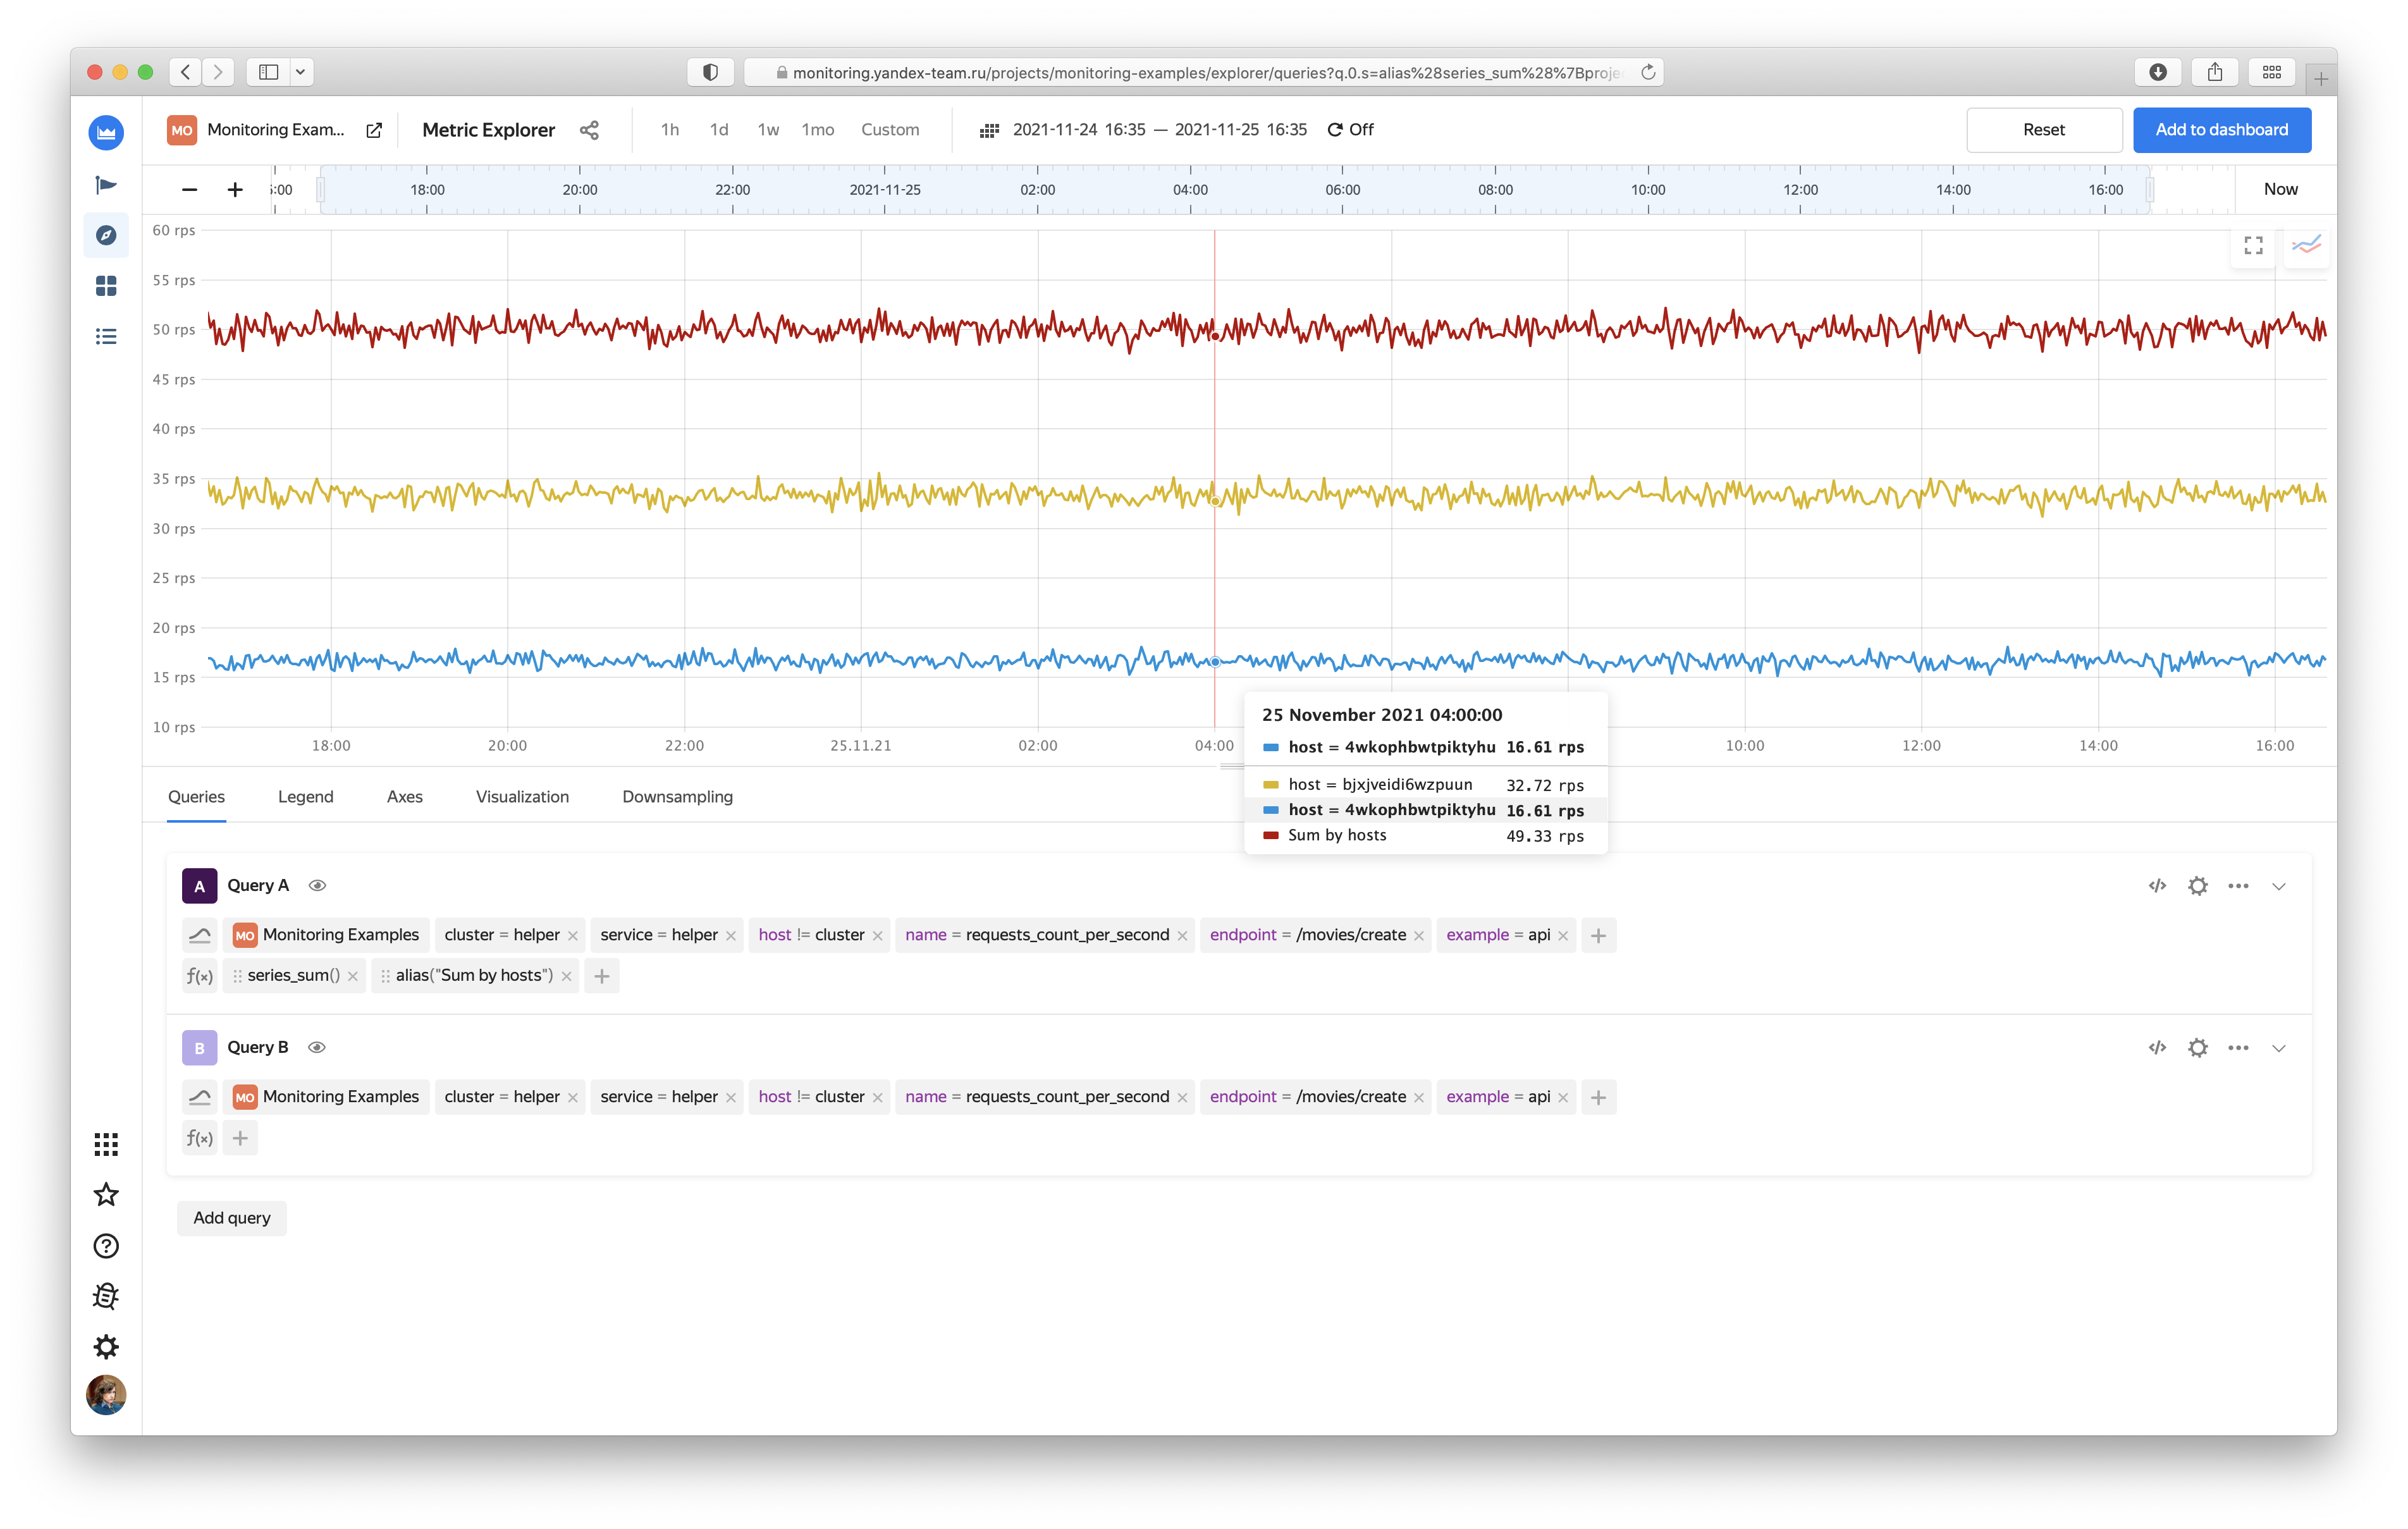 monitoring.yandex-team.ru/projects/monitoring-examples/explorer/queries?q.0.s=alias%28series_sum%28%7Bproje
MO Monitoring Exam... Metric Explorer 1h 1d 1w 1mo Custom 2021-11-24 16:35 — 2021-11-25 16:35 Off Reset Add to dashboard
− + :00 18:00 20:00 22:00 2021-11-25 02:00 04:00 06:00 08:00 10:00 12:00 14:00 16:00 Now
60 rps
55 rps
50 rps
45 rps
40 rps
35 rps
30 rps
25 rps
20 rps
15 rps
10 rps
18:00 20:00 22:00 25.11.21 02:00 04:00 10:00 12:00 14:00 16:00
25 November 2021 04:00:00
host = 4wkophbwtpiktyhu 16.61 rps
host = bjxjveidi6wzpuun 32.72 rps
host = 4wkophbwtpiktyhu 16.61 rps
Sum by hosts 49.33 rps
Queries Legend Axes Visualization Downsampling
A Query A
MO Monitoring Examples cluster = helper × service = helper × host != cluster × name = requests_count_per_second × endpoint = /movies/create × example = api × +
f(x) series_sum() × alias("Sum by hosts") × +
B Query B
MO Monitoring Examples cluster = helper × service = helper × host != cluster × name = requests_count_per_second × endpoint = /movies/create × example = api × +
f(x) +
Add query